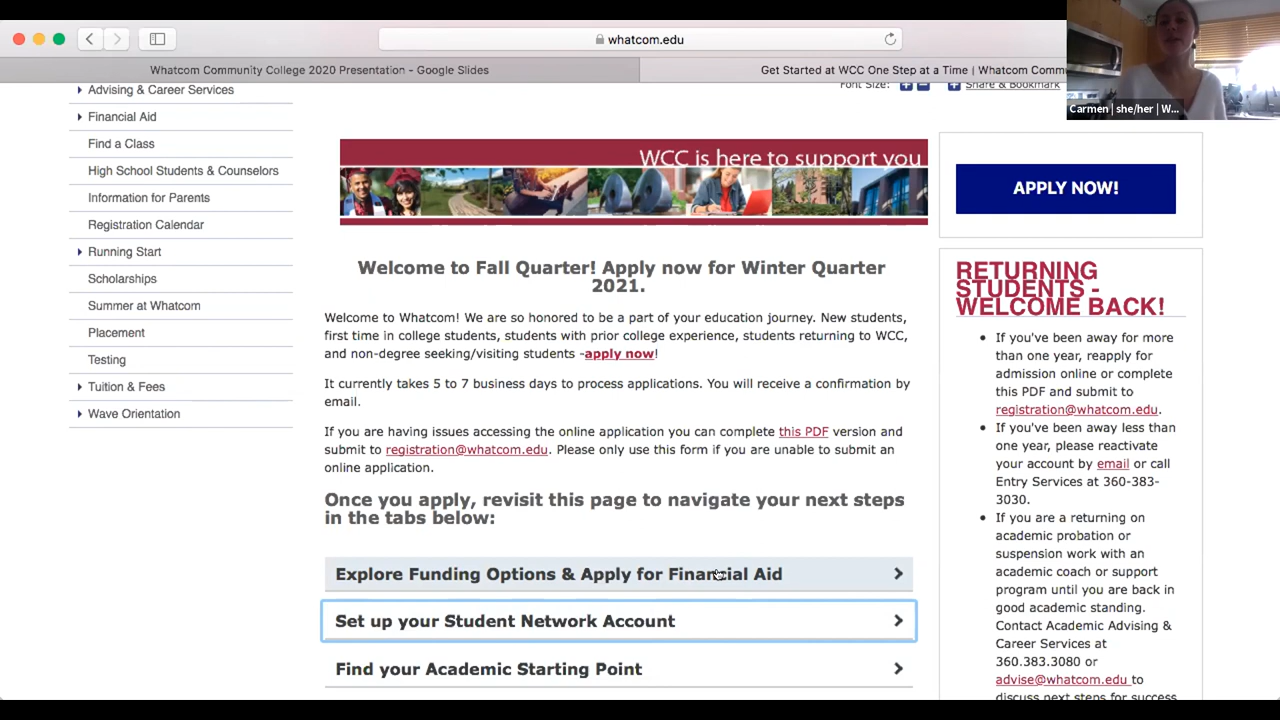 whatcom.edu
Whatcom Community College 2020 Presentation - Google Slides
Get Started at WCC One Step at a Time | Whatcom Comm
Carmen | she/her | W...
Advising & Career Services
Financial Aid
Find a Class
High School Students & Counselors
Information for Parents
Registration Calendar
Running Start
Scholarships
Summer at Whatcom
Placement
Testing
Tuition & Fees
Wave Orientation
Font Size:
Share & Bookmark
WCC is here to support you
Welcome to Fall Quarter! Apply now for Winter Quarter
2021.
Welcome to Whatcom! We are so honored to be a part of your education journey. New students,
first time in college students, students with prior college experience, students returning to WCC,
and non-degree seeking/visiting students -apply now!
It currently takes 5 to 7 business days to process applications. You will receive a confirmation by
email.
If you are having issues accessing the online application you can complete this PDF version and
submit to registration@whatcom.edu. Please only use this form if you are unable to submit an
online application.
Once you apply, revisit this page to navigate your next steps
in the tabs below:
Explore Funding Options & Apply for Financial Aid
Set up your Student Network Account
Find your Academic Starting Point
APPLY NOW!
RETURNING
STUDENTS -
WELCOME BACK!
If you've been away for more
than one year, reapply for
admission online or complete
this PDF and submit to
registration@whatcom.edu.
If you've been away less than
one year, please reactivate
your account by email or call
Entry Services at 360-383-
3030.
If you are a returning on
academic probation or
suspension work with an
academic coach or support
program until you are back in
good academic standing.
Contact Academic Advising &
Career Services at
360.383.3080 or
advise@whatcom.edu to
discuss next steps for success